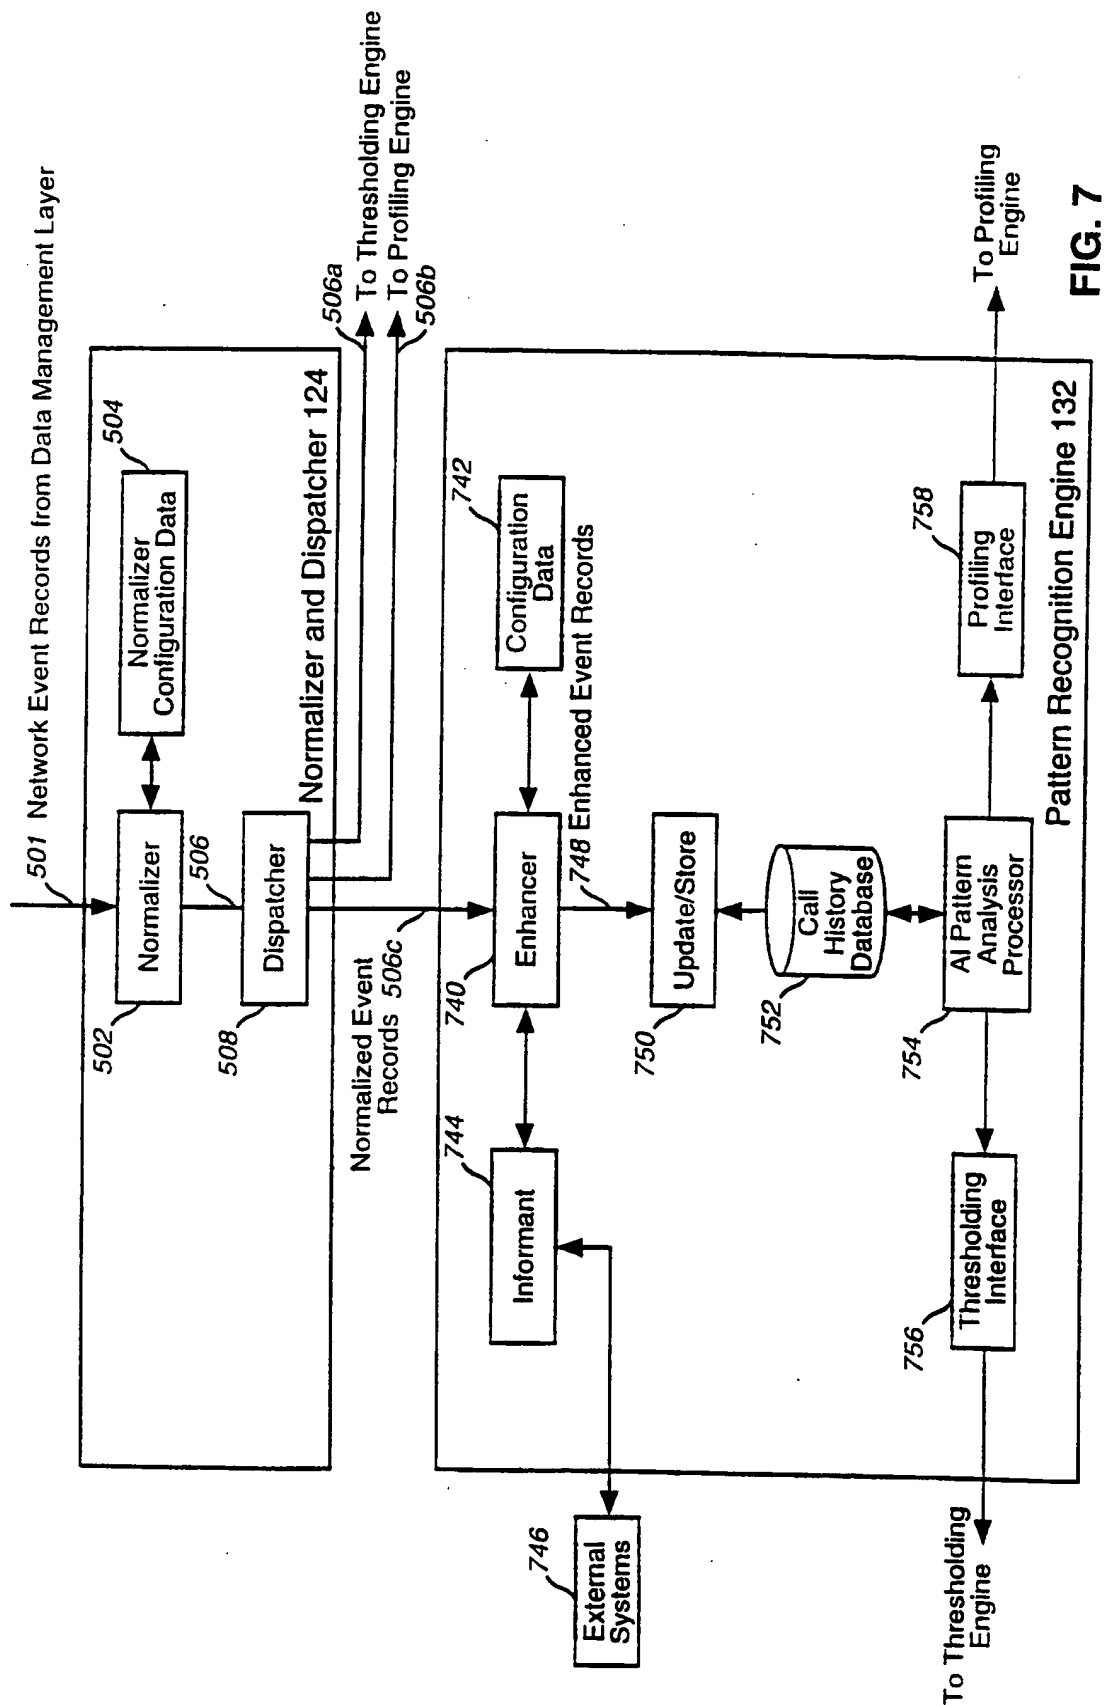 501 Network Event Records from Data Management Layer
504
Normalizer
Configuration Data
Normalizer
502
506
Dispatcher
508
Normalizer and Dispatcher 124
506a
To Thresholding Engine
To Profiling Engine
506b
Normalized Event
Records 506c
742
Configuration
Data
Enhancer
740
744
Informant
746
External
Systems
748 Enhanced Event Records
Update/Store
750
Call
History
Database
752
AI Pattern
Analysis
Processor
754
758
Profiling
Interface
To Profiling
Engine
Thresholding
Interface
756
To Thresholding
Engine
Pattern Recognition Engine 132
FIG. 7